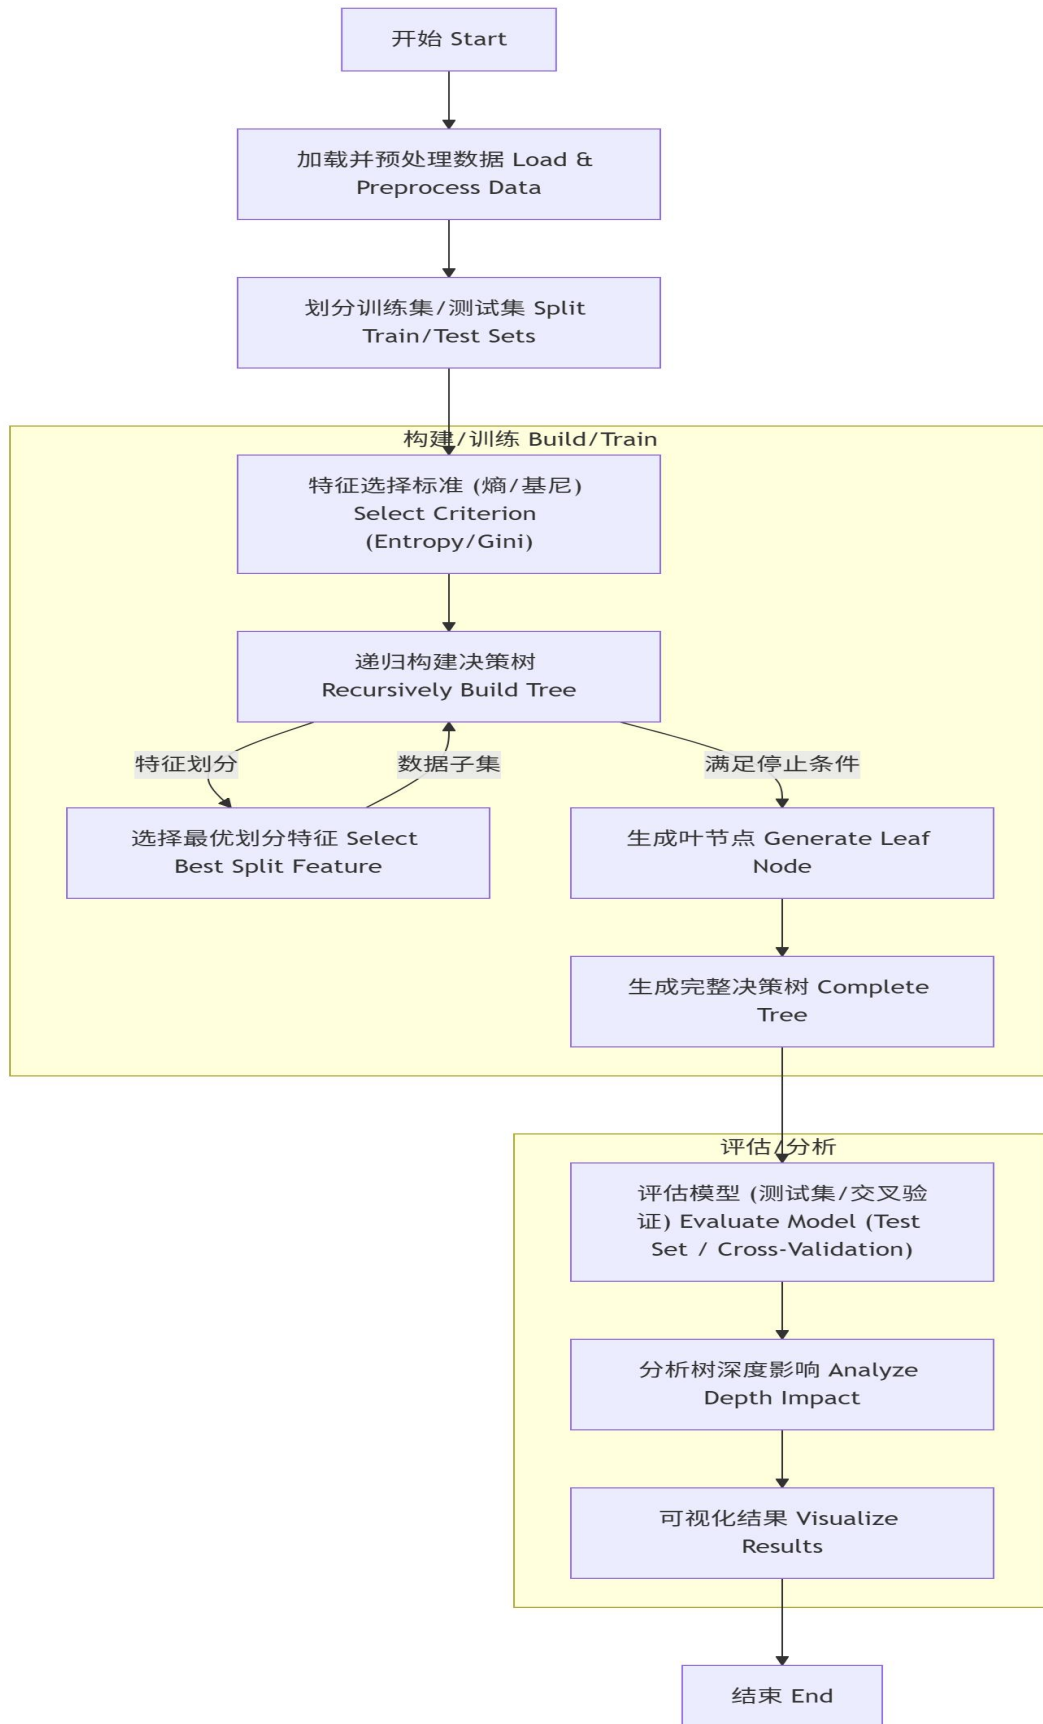 开始 Start
加载并预处理数据 Load &
Preprocess Data
划分训练集/测试集 Split
Train/Test Sets
构建/训练 Build/Train
特征选择标准 (熵/基尼)
Select Criterion
(Entropy/Gini)
递归构建决策树
Recursively Build Tree
特征划分
数据子集
满足停止条件
选择最优划分特征 Select
Best Split Feature
生成叶节点 Generate Leaf
Node
生成完整决策树 Complete
Tree
评估/分析
评估模型 (测试集/交叉验
证) Evaluate Model (Test
Set / Cross-Validation)
分析树深度影响 Analyze
Depth Impact
可视化结果 Visualize
Results
结束 End